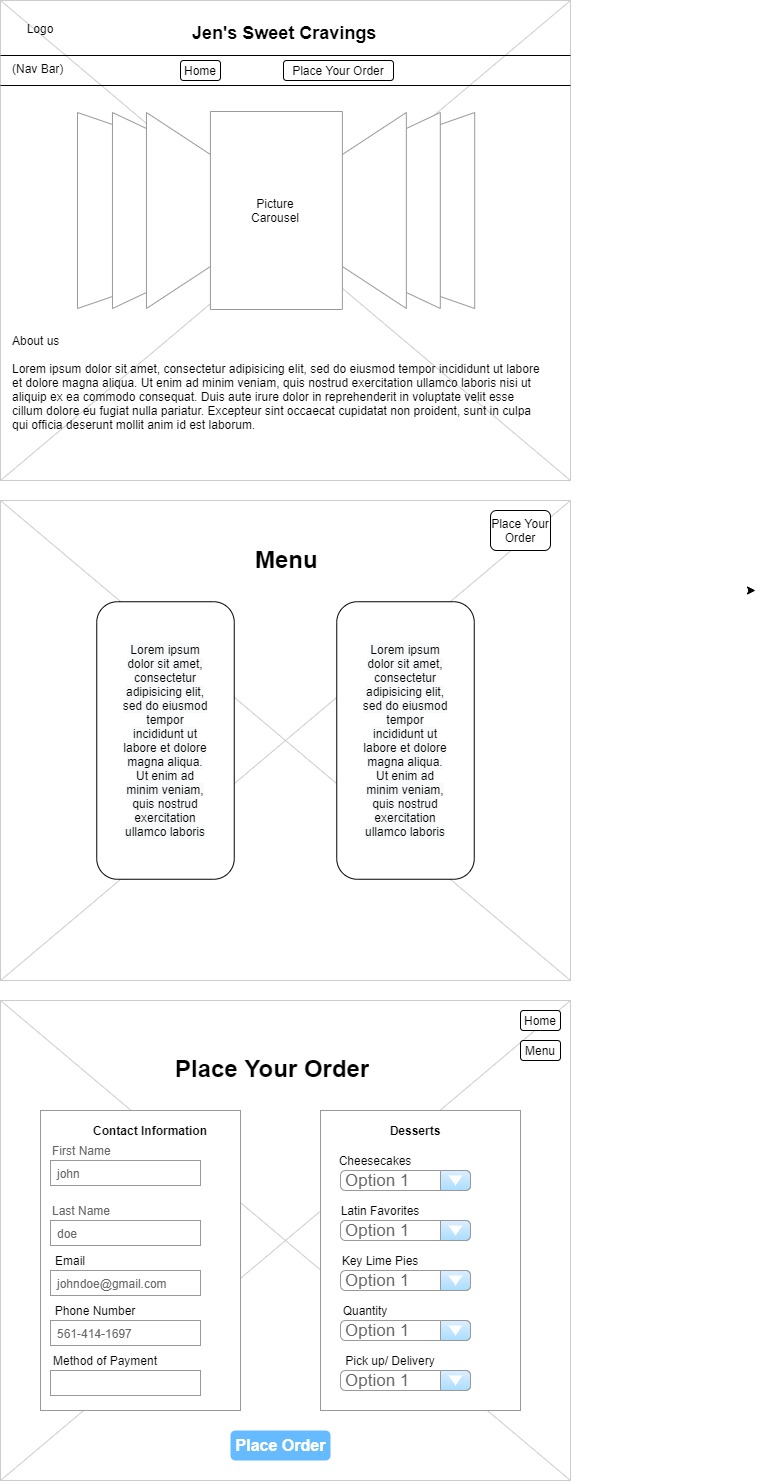 Logo
Jen's Sweet Cravings
(Nav Bar)
Home
Place Your Order
Picture
Carousel
About us
Lorem ipsum dolor sit amet, consectetur adipisicing elit, sed do eiusmod tempor incididunt ut labore
et dolore magna aliqua. Ut enim ad minim veniam, quis nostrud exercitation ullamco laboris nisi ut
aliquip ex ea commodo consequat. Duis aute irure dolor in reprehenderit in voluptate velit esse
cillum dolore eu fugiat nulla pariatur. Excepteur sint occaecat cupidatat non proident, sunt in culpa
qui officia deserunt mollit anim id est laborum.
Place Your
Order
Menu
Lorem ipsum
dolor sit amet,
consectetur
adipisicing elit,
sed do eiusmod
tempor
incididunt ut
labore et dolore
magna aliqua.
Ut enim ad
minim veniam,
quis nostrud
exercitation
ullamco laboris
Lorem ipsum
dolor sit amet,
consectetur
adipisicing elit,
sed do eiusmod
tempor
incididunt ut
labore et dolore
magna aliqua.
Ut enim ad
minim veniam,
quis nostrud
exercitation
ullamco laboris
Home
Menu
Place Your Order
Contact Information
First Name
john
Last Name
doe
Email
johndoe@gmail.com
Phone Number
561-414-1697
Method of Payment
Desserts
Cheesecakes
Option 1
Latin Favorites
Option 1
Key Lime Pies
Option 1
Quantity
Option 1
Pick up/ Delivery
Option 1
Place Order